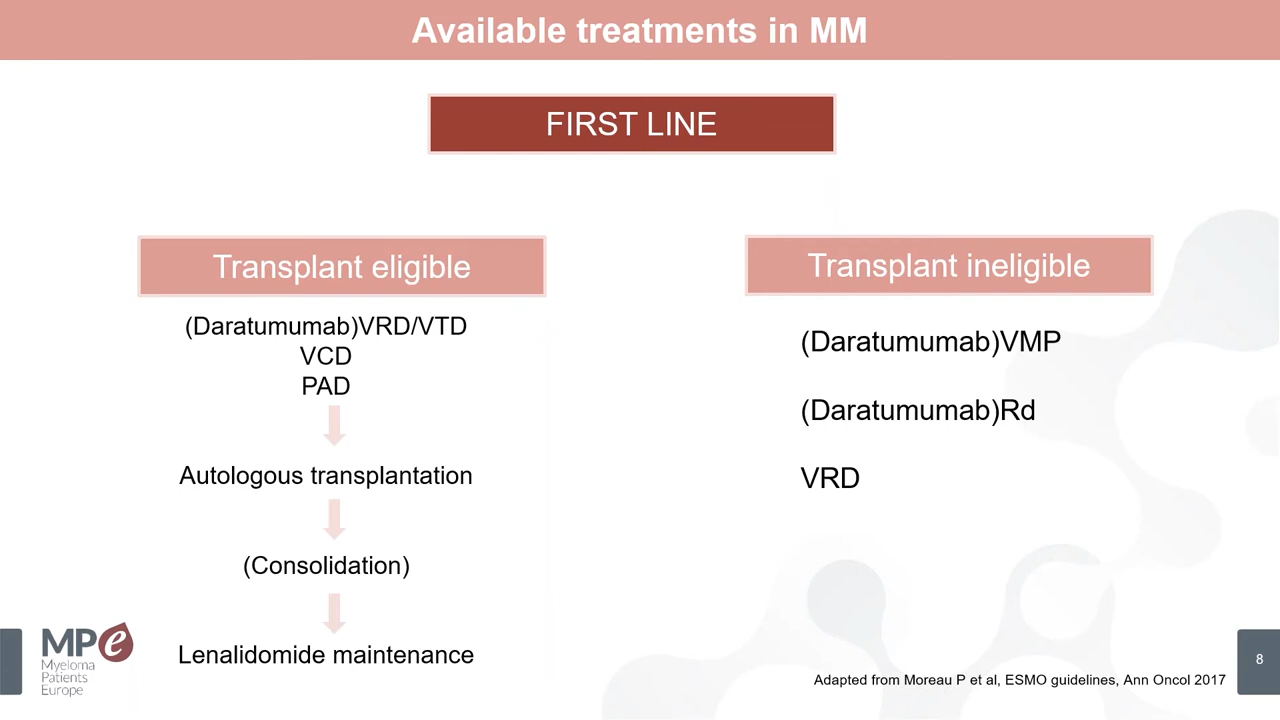 Available treatments in MM
FIRST LINE
Transplant eligible
(Daratumumab)VRD/VTD
VCD
PAD
Autologous transplantation
(Consolidation)
Lenalidomide maintenance
Transplant ineligible
(Daratumumab)VMP
(Daratumumab)Rd
VRD
MPe
Myeloma
Patients
Europe
Adapted from Moreau P et al, ESMO guidelines, Ann Oncol 2017
8